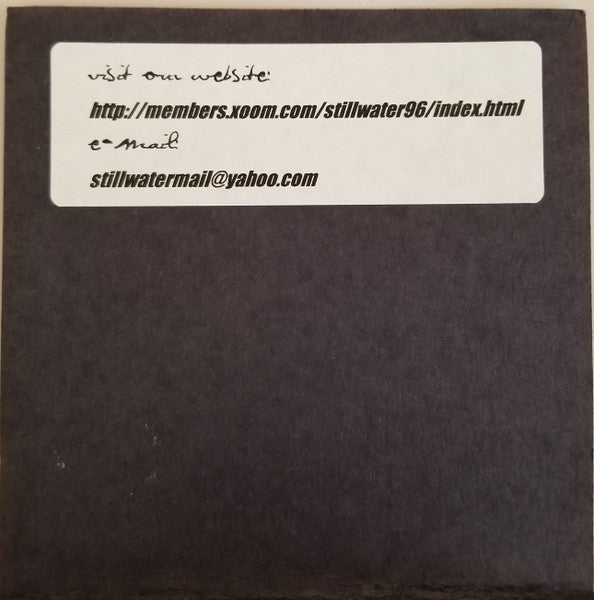 visit our website:
http://members.xoom.com/stillwater96/index.html
e-mail:
stillwatermail@yahoo.com